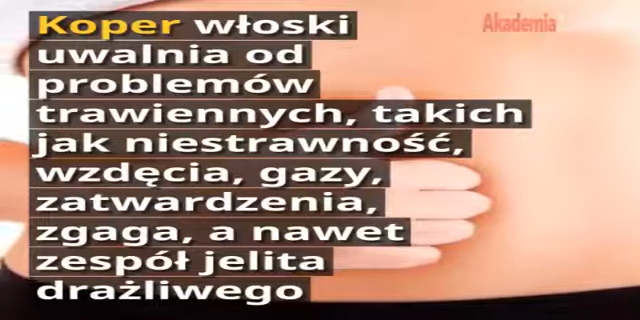 Koper włoski
Akademia
uwalnia od
problemów
trawiennych, takich
jak niestrawność,
wzdęcia, gazy,
zatwardzenia,
zgaga, a nawet
zespół jelita
drażliwego